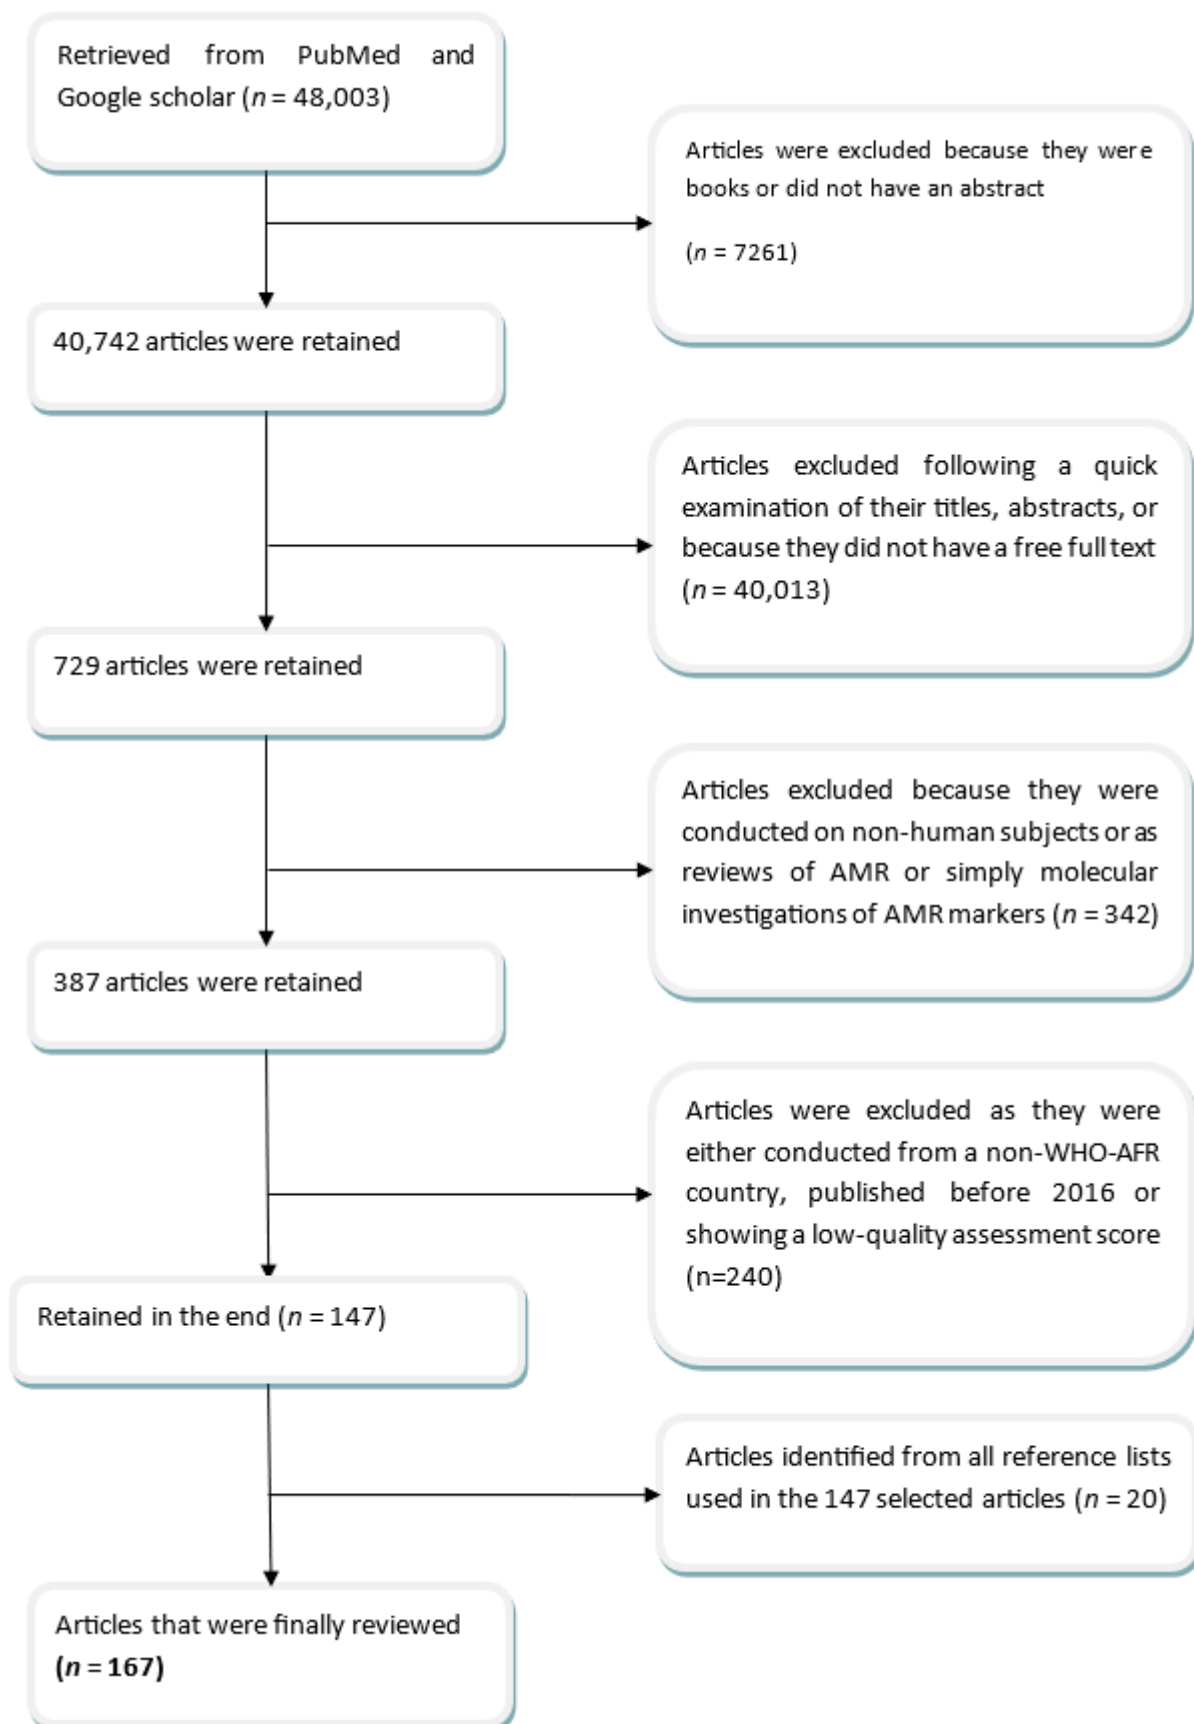 Retrieved from PubMed and
Google scholar (n = 48,003)
Articles were excluded because they were
books or did not have an abstract
(n = 7261)
40,742 articles were retained
Articles excluded following a quick
examination of their titles, abstracts, or
because they did not have a free full text
(n = 40,013)
729 articles were retained
Articles excluded because they were
conducted on non-human subjects or as
reviews of AMR or simply molecular
investigations of AMR markers (n = 342)
387 articles were retained
Articles were excluded as they were
either conducted from a non-WHO-AFR
country, published before 2016 or
showing a low-quality assessment score
(n=240)
Retained in the end (n = 147)
Articles identified from all reference lists
used in the 147 selected articles (n = 20)
Articles that were finally reviewed
(n = 167)